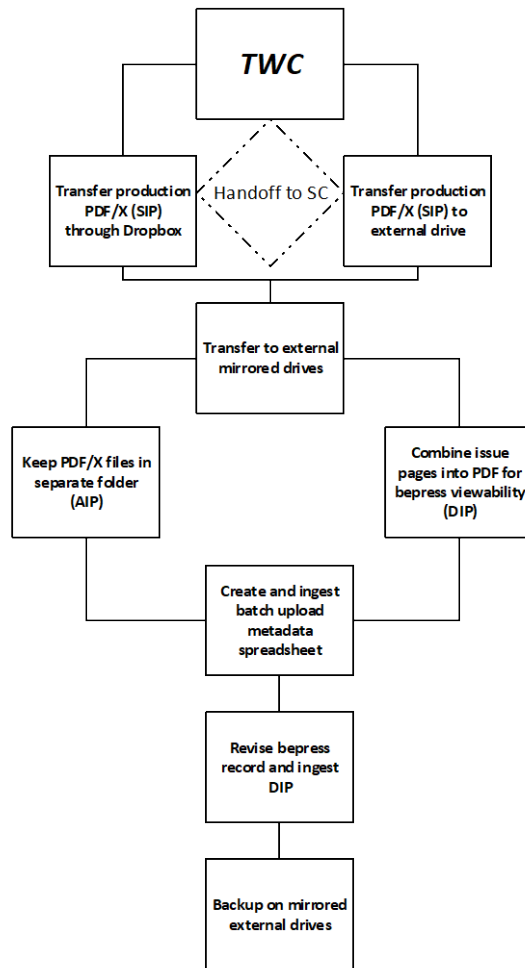 TWC
Handoff to SC
Transfer production
PDF/X (SIP)
through Dropbox
Transfer production
PDF/X (SIP) to
external drive
Transfer to external
mirrored drives
Keep PDF/X files in
separate folder
(AIP)
Combine issue
pages into PDF for
bepress viewability
(DIP)
Create and ingest
batch upload
metadata
spreadsheet
Revise bepress
record and ingest
DIP
Backup on mirrored
external drives